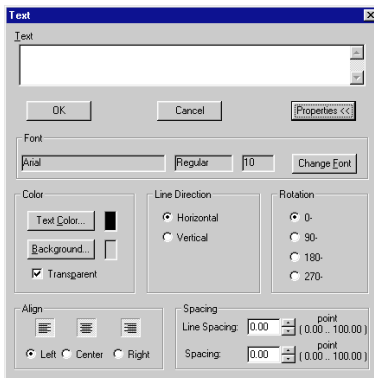 Text
Text
OK Cancel Properties <<
Font
Arial Regular 10 Change Font
Color Line Direction Rotation
Text Color... Horizontal 0-
Background... Vertical 90-
Transparent 180-
270-
Align Spacing
Left Center Right
Line Spacing: 0.00 point ( 0.00 .. 100.00 )
Spacing: 0.00 point ( 0.00 .. 100.00 )